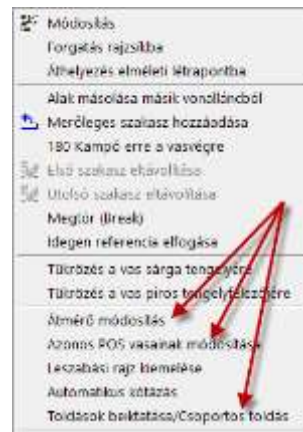 Módosítás
Forgatás rajzsíkba
Áthelyezés elméleti létrapontba
Alak másolása másik vonalláncból
Merőleges szakasz hozzáadása
180 Kampó erre a vasvégre
Első szakasz eltávolítása
Utolsó szakasz eltávolítása
Megtör (Break)
Idegen referencia elfogása
Tükrözés a vas sárga tengelyére
Tükrözés a vas piros tengelyfelezőjére
Átmérő módosítás
Azonos POS vasainak módosítása
Leszabási rajz kiemelése
Automatikus kótázás
Toldások beiktatása/Csoportos toldás